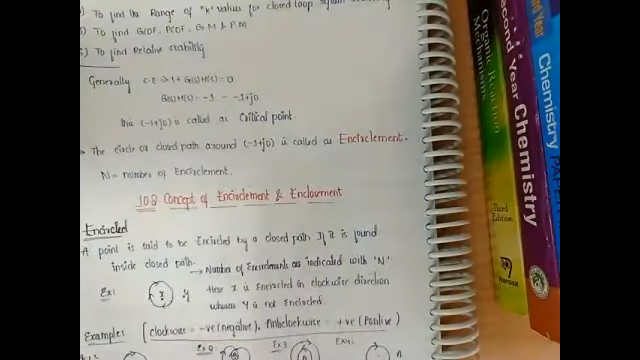 To find the Range of "K" values for closed loop
To find GCOF, PCOF, G.M & P.M
To find Relative stability
Generally C.E ⇒ 1+G(s)H(s) = 0
G(s)H(s) = -1 = -1+j0
this (-1+j0) is called as Critical point.
The circle or closed path around (-1+j0) is called as Encirclement.
N = number of Encirclement.
10.2 Concept of Encirclement & Enclosement
Encircled
A point is said to be Encircled by a closed path If it is found
inside closed path.
→ Number of Encirclements are indicated with 'N'
Ex:1
x
y
Here x is Encircled in clockwise direction
whereas y is not Encircled.
Examples: [clockwise = -ve (negative), Anticlockwise = +ve (Positive)
Ex:2
Ex:3
Ex:4
Organic Reaction
Mechanisms
Third
Edition
Narosa
Second Year Chemistry
Year
Chemistry